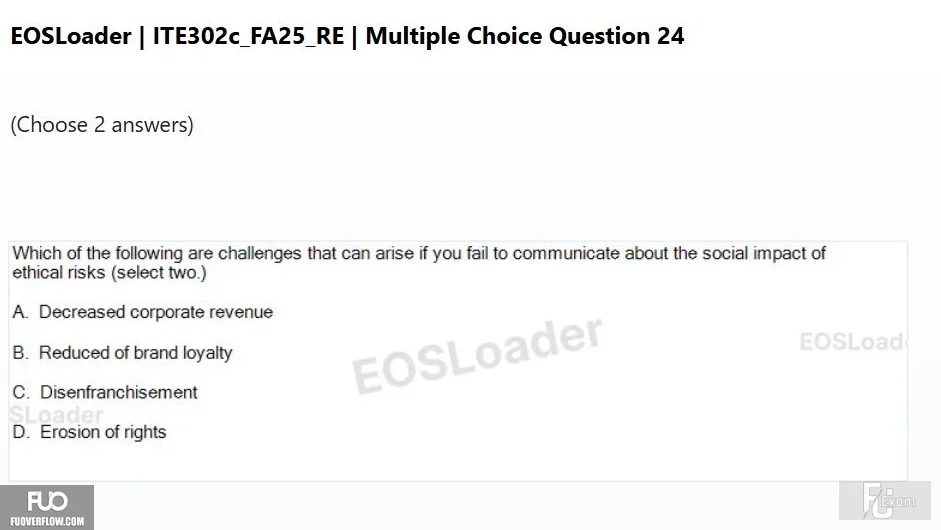 EOSLoader | ITE302c_FA25_RE | Multiple Choice Question 24
(Choose 2 answers)
Which of the following are challenges that can arise if you fail to communicate about the social impact of
ethical risks (select two.)
A. Decreased corporate revenue
B. Reduced of brand loyalty
C. Disenfranchisement
D. Erosion of rights
EOSLoader
EOSLoad
SLoader
FUO
FUOVERFLOW.COM
Exam